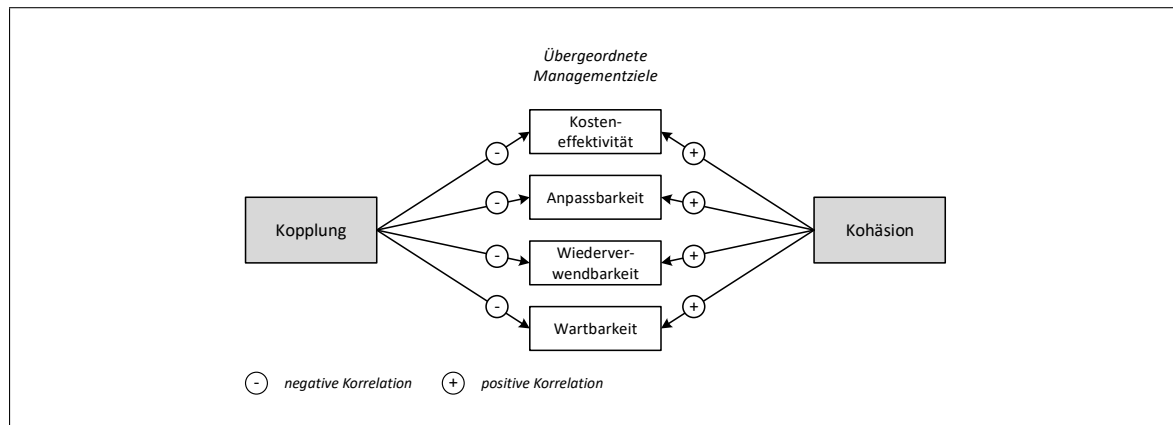 Übergeordnete
Managementziele
Kosten-
effektivität
Anpassbarkeit
Wiederver-
wendbarkeit
Wartbarkeit
Kopplung
Kohäsion
-
-
-
-
+
+
+
+
- negative Korrelation
+ positive Korrelation